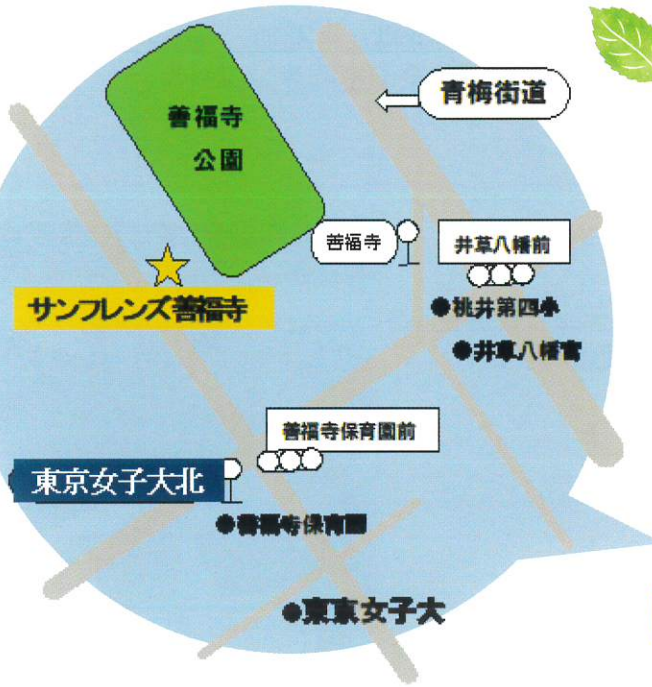 青梅街道
善福寺
公園
善福寺
井草八幡前
サンフレンズ善福寺
●桃井第四小
●井草八幡宮
善福寺保育園前
東京女子大北
●善福寺保育園
●東京女子大